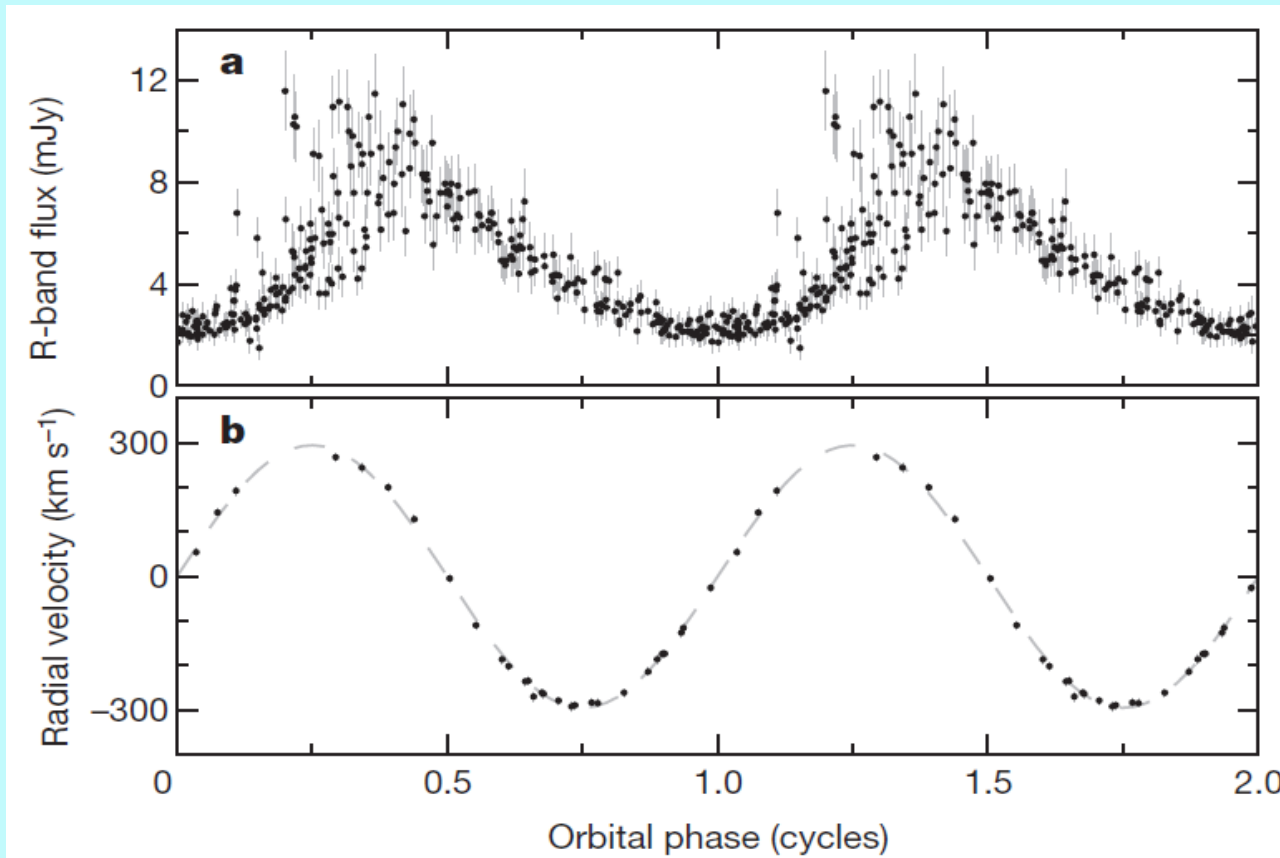 a
12
8
4
0
R-band flux (mJy)
b
300
0
–300
Radial velocity (km s⁻¹)
0 0.5 1.0 1.5 2.0
Orbital phase (cycles)